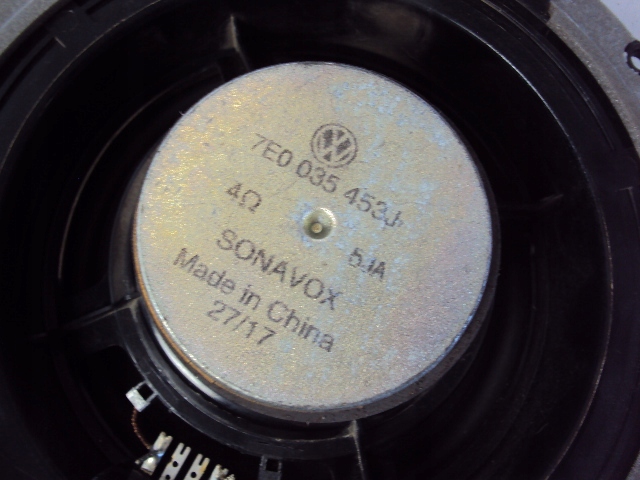 7E0 035 453J
4Ω 5JA
SONAVOX
Made in China
27/17